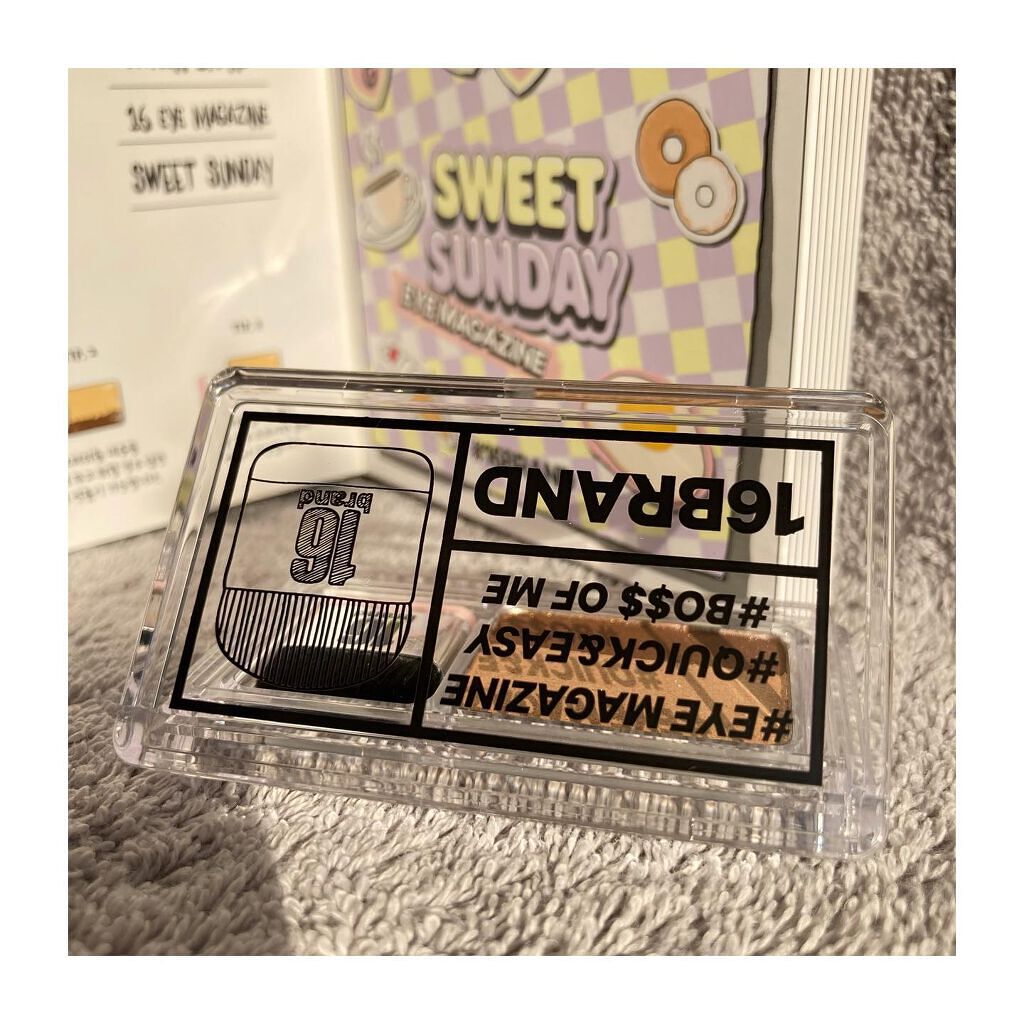 16 EYE MAGAZINE
SWEET SUNDAY
SWEET
SUNDAY
EYE MAGAZINE
16BRAND
#BO$$ OF ME
#QUICK&EASY
#EYE MAGAZINE
16
brand